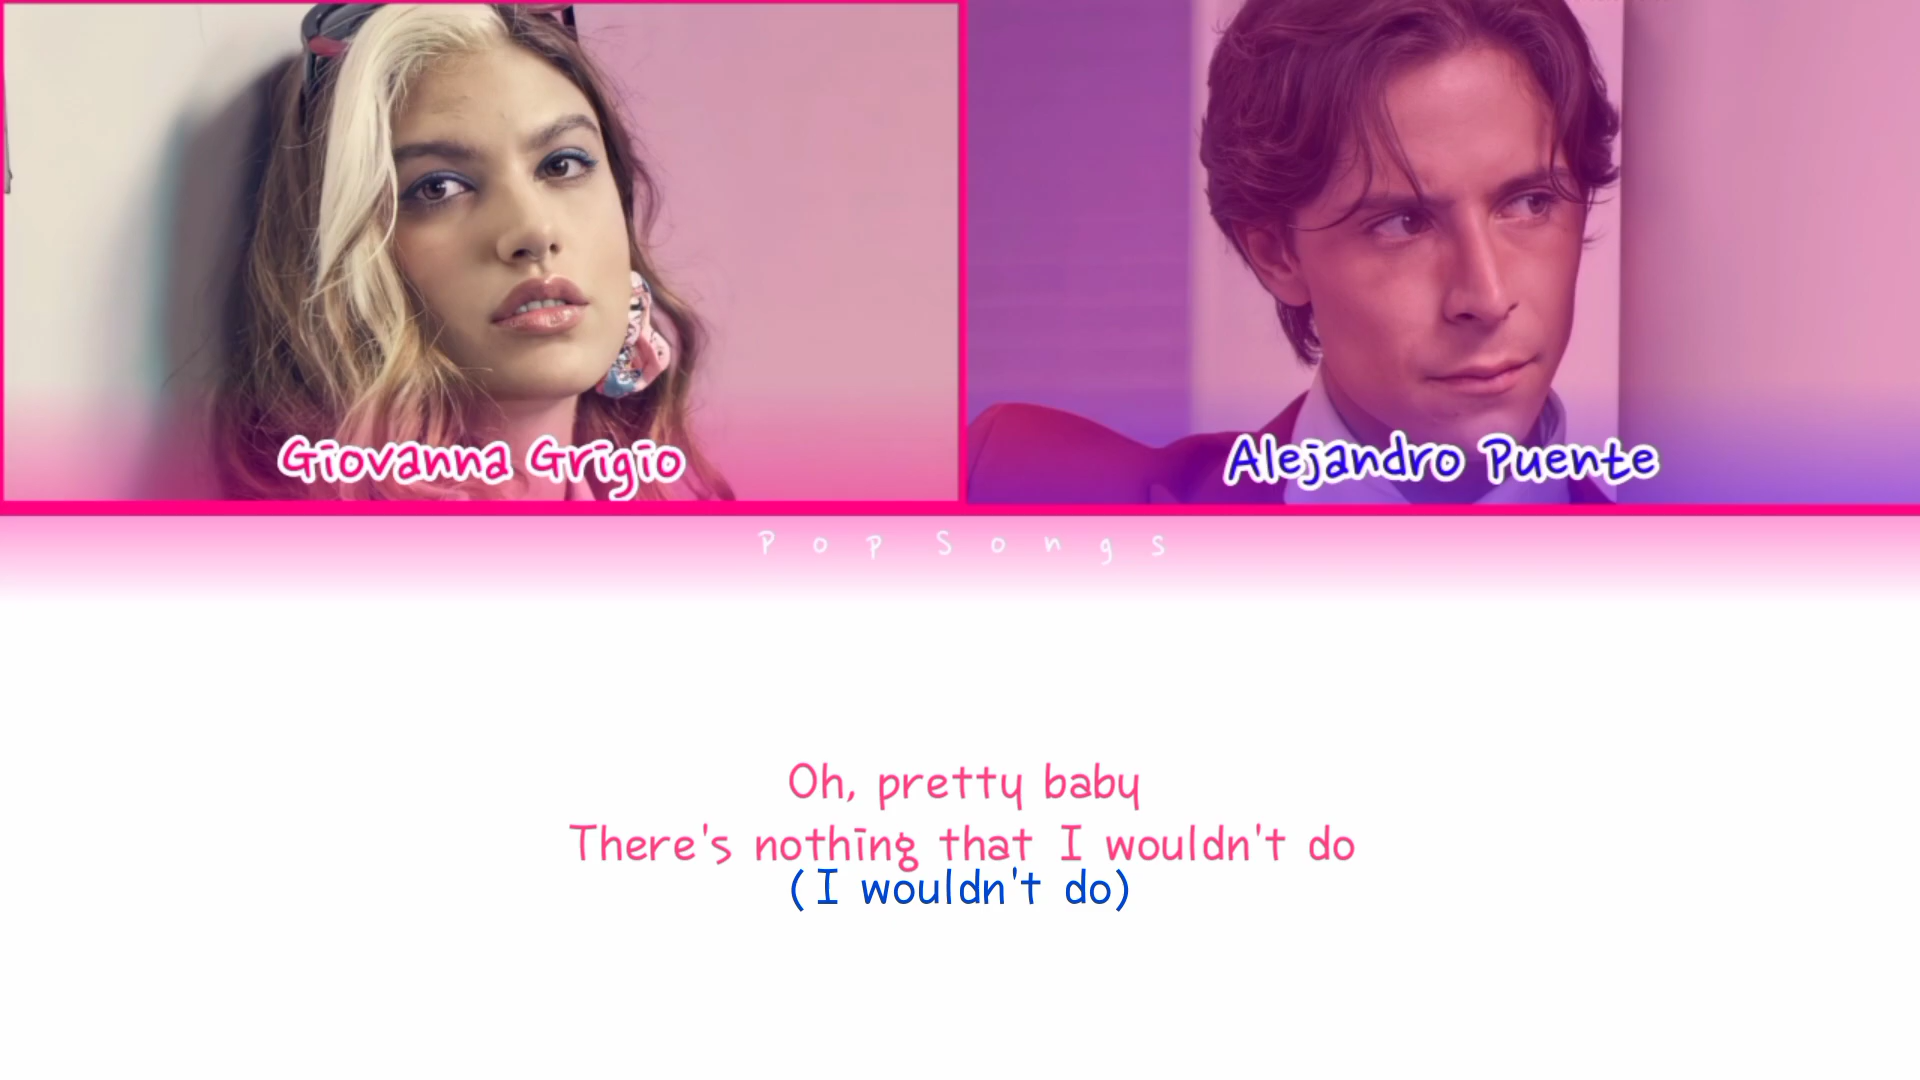 Giovanna Grigio
Alejandro Puente
Pop Songs
Oh, pretty baby
There's nothing that I wouldn't do
(I wouldn't do)